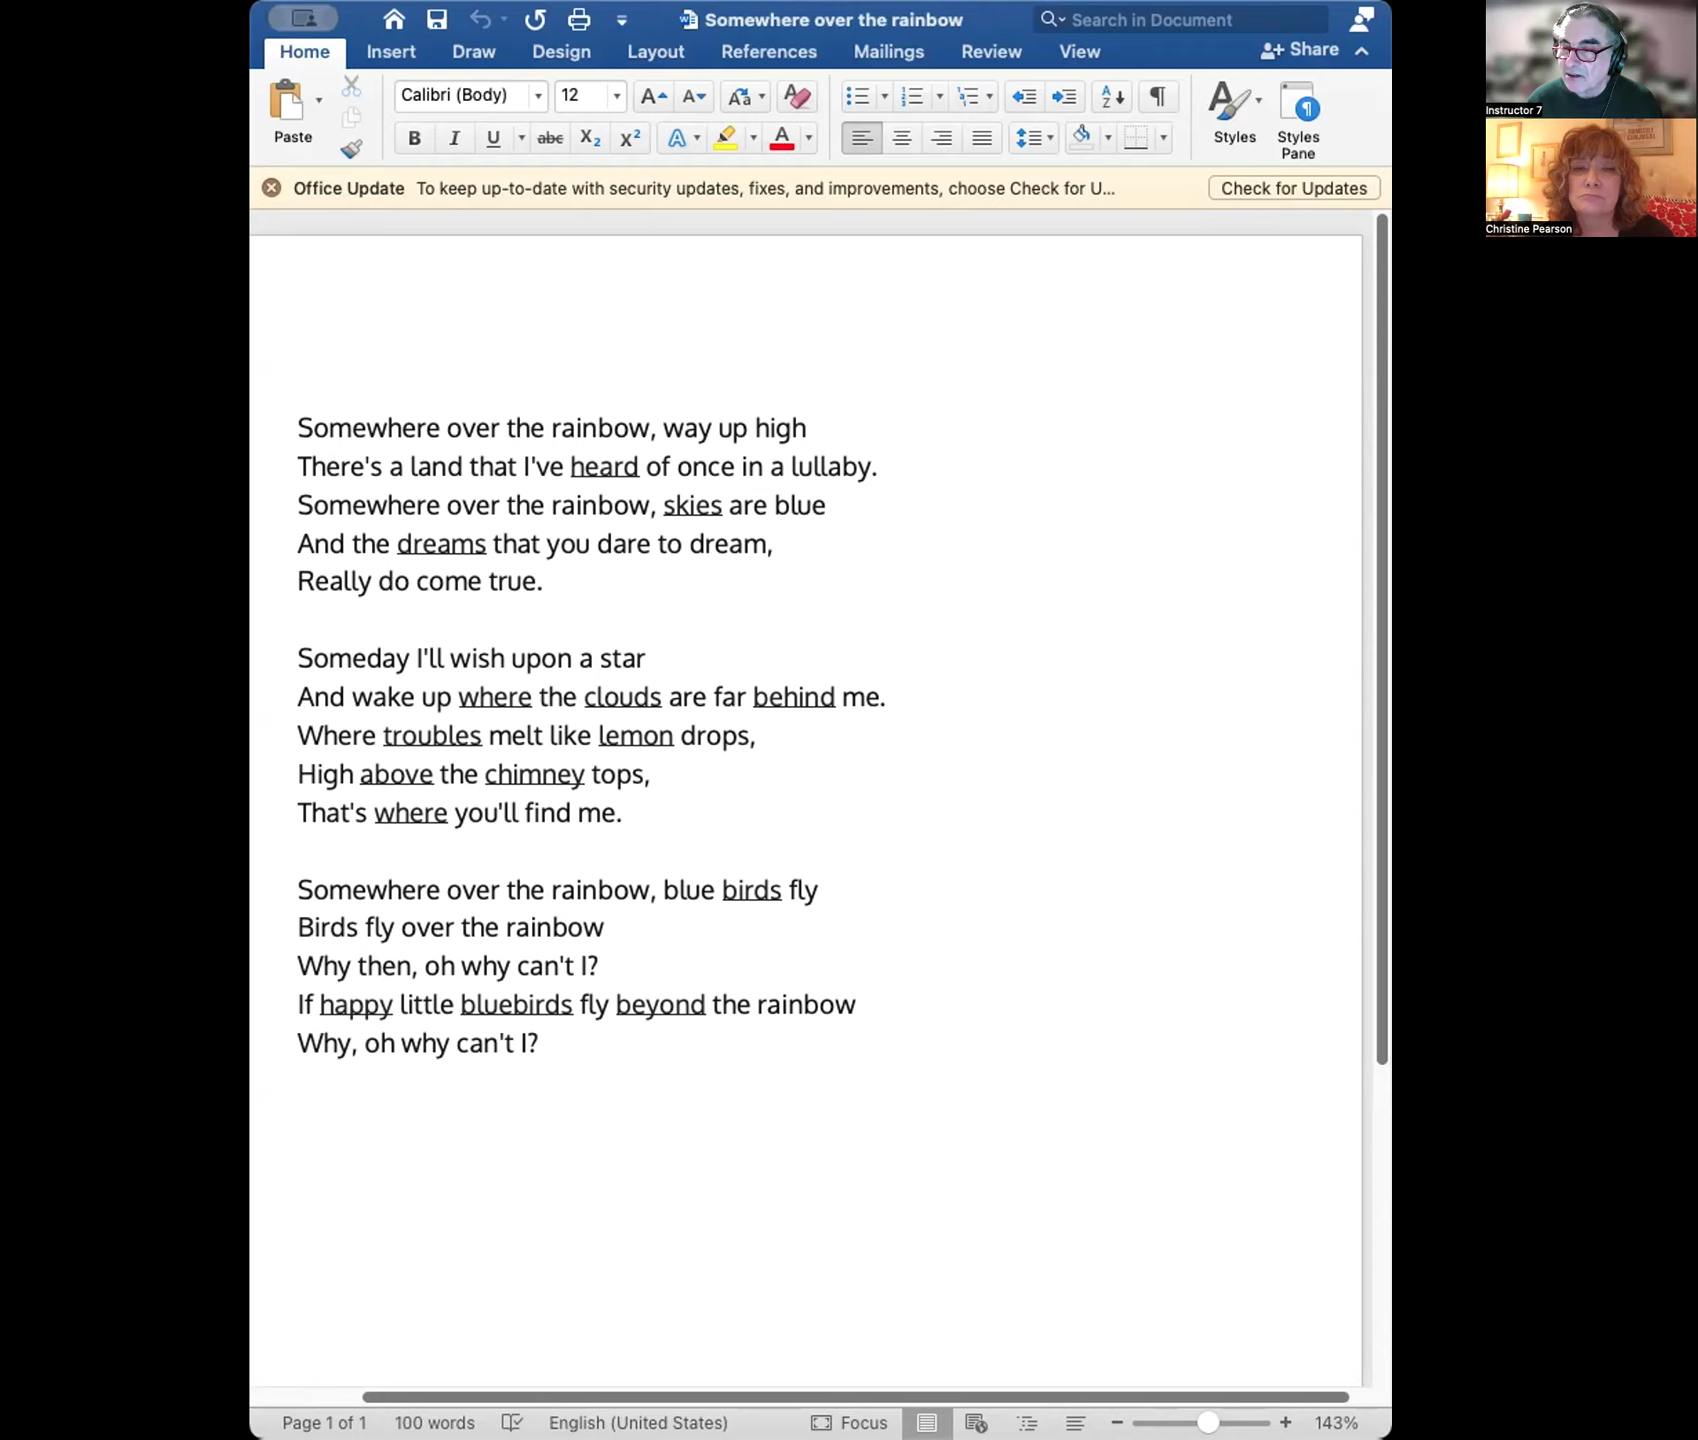 Somewhere over the rainbow
Search in Document
Home Insert Draw Design Layout References Mailings Review View Share
Paste
Calibri (Body) 12
Styles
Styles Pane
Office Update To keep up-to-date with security updates, fixes, and improvements, choose Check for U... Check for Updates
Somewhere over the rainbow, way up high
There's a land that I've heard of once in a lullaby.
Somewhere over the rainbow, skies are blue
And the dreams that you dare to dream,
Really do come true.
Someday I'll wish upon a star
And wake up where the clouds are far behind me.
Where troubles melt like lemon drops,
High above the chimney tops,
That's where you'll find me.
Somewhere over the rainbow, blue birds fly
Birds fly over the rainbow
Why then, oh why can't I?
If happy little bluebirds fly beyond the rainbow
Why, oh why can't I?
Page 1 of 1 100 words English (United States) Focus 143%
Instructor 7
Christine Pearson